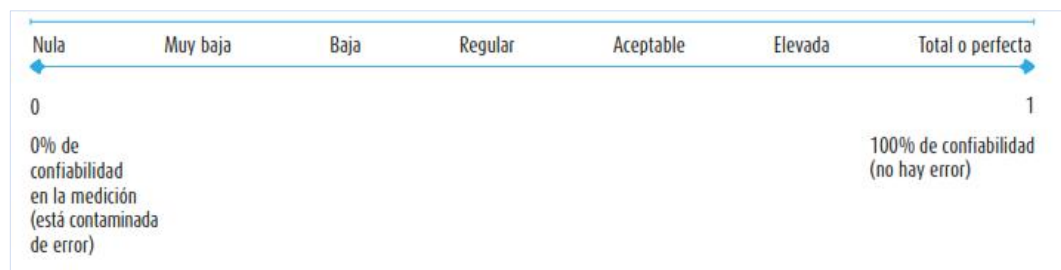 Nula Muy baja Baja Regular Aceptable Elevada Total o perfecta
0 1
0% de
confiabilidad
en la medición
(está contaminada
de error)
100% de confiabilidad
(no hay error)